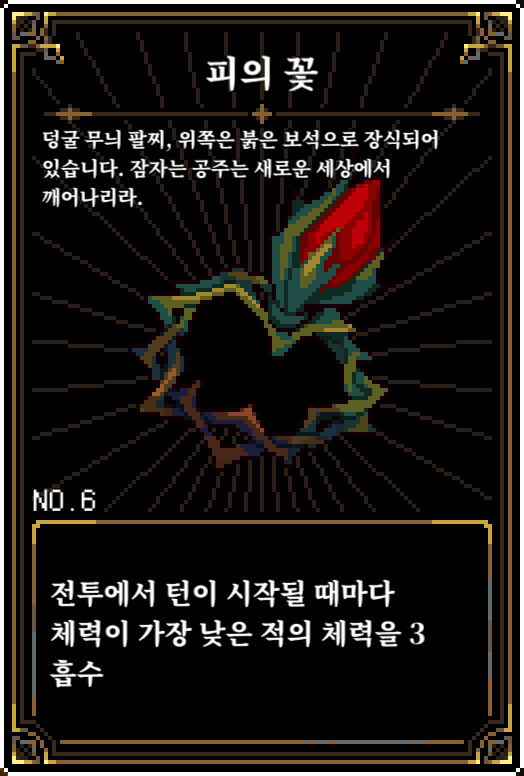 피의 꽃
덩굴 무늬 팔찌, 위쪽은 붉은 보석으로 장식되어
있습니다. 잠자는 공주는 새로운 세상에서
깨어나리라.
NO.6
전투에서 턴이 시작될 때마다
체력이 가장 낮은 적의 체력을 3
흡수